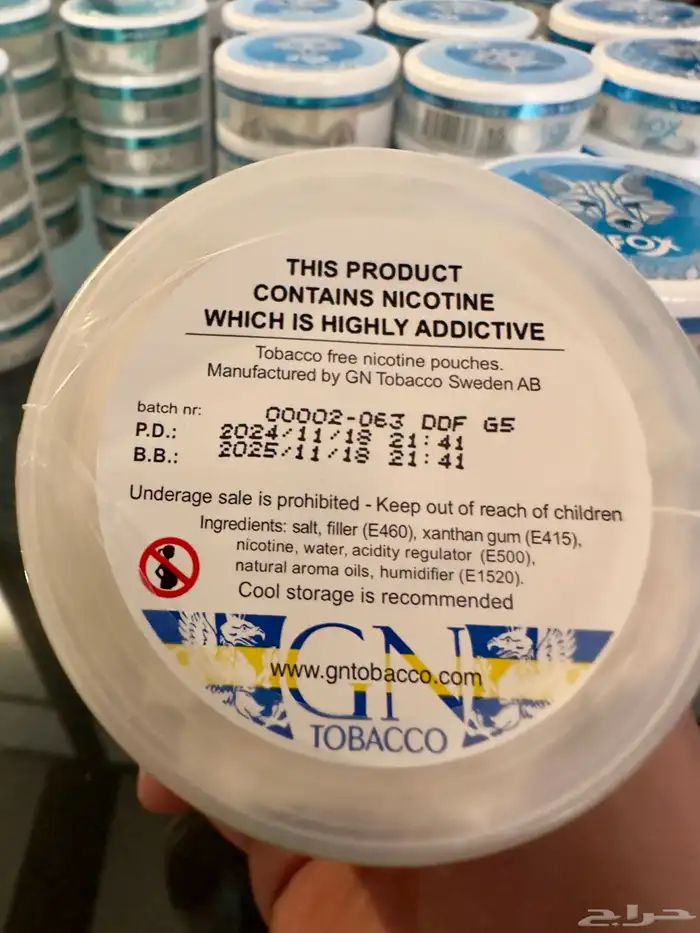 FOX
FOX
THIS PRODUCT
CONTAINS NICOTINE
WHICH IS HIGHLY ADDICTIVE
Tobacco free nicotine pouches.
Manufactured by GN Tobacco Sweden AB
batch nr: 00002-063 DDF G5
P.D.: 2024/11/18 21:41
B.B.: 2025/11/18 21:41
Underage sale is prohibited - Keep out of reach of children
Ingredients: salt, filler (E460), xanthan gum (E415),
nicotine, water, acidity regulator (E500),
natural aroma oils, humidifier (E1520).
Cool storage is recommended
GN
www.gntobacco.com
TOBACCO
حراج